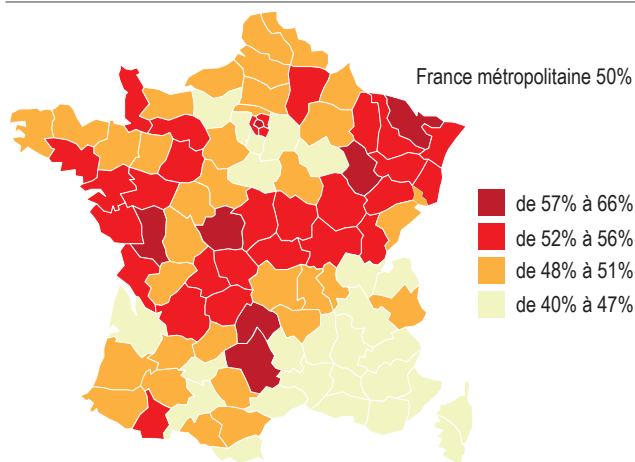 France métropolitaine 50%
de 57% à 66%
de 52% à 56%
de 48% à 51%
de 40% à 47%